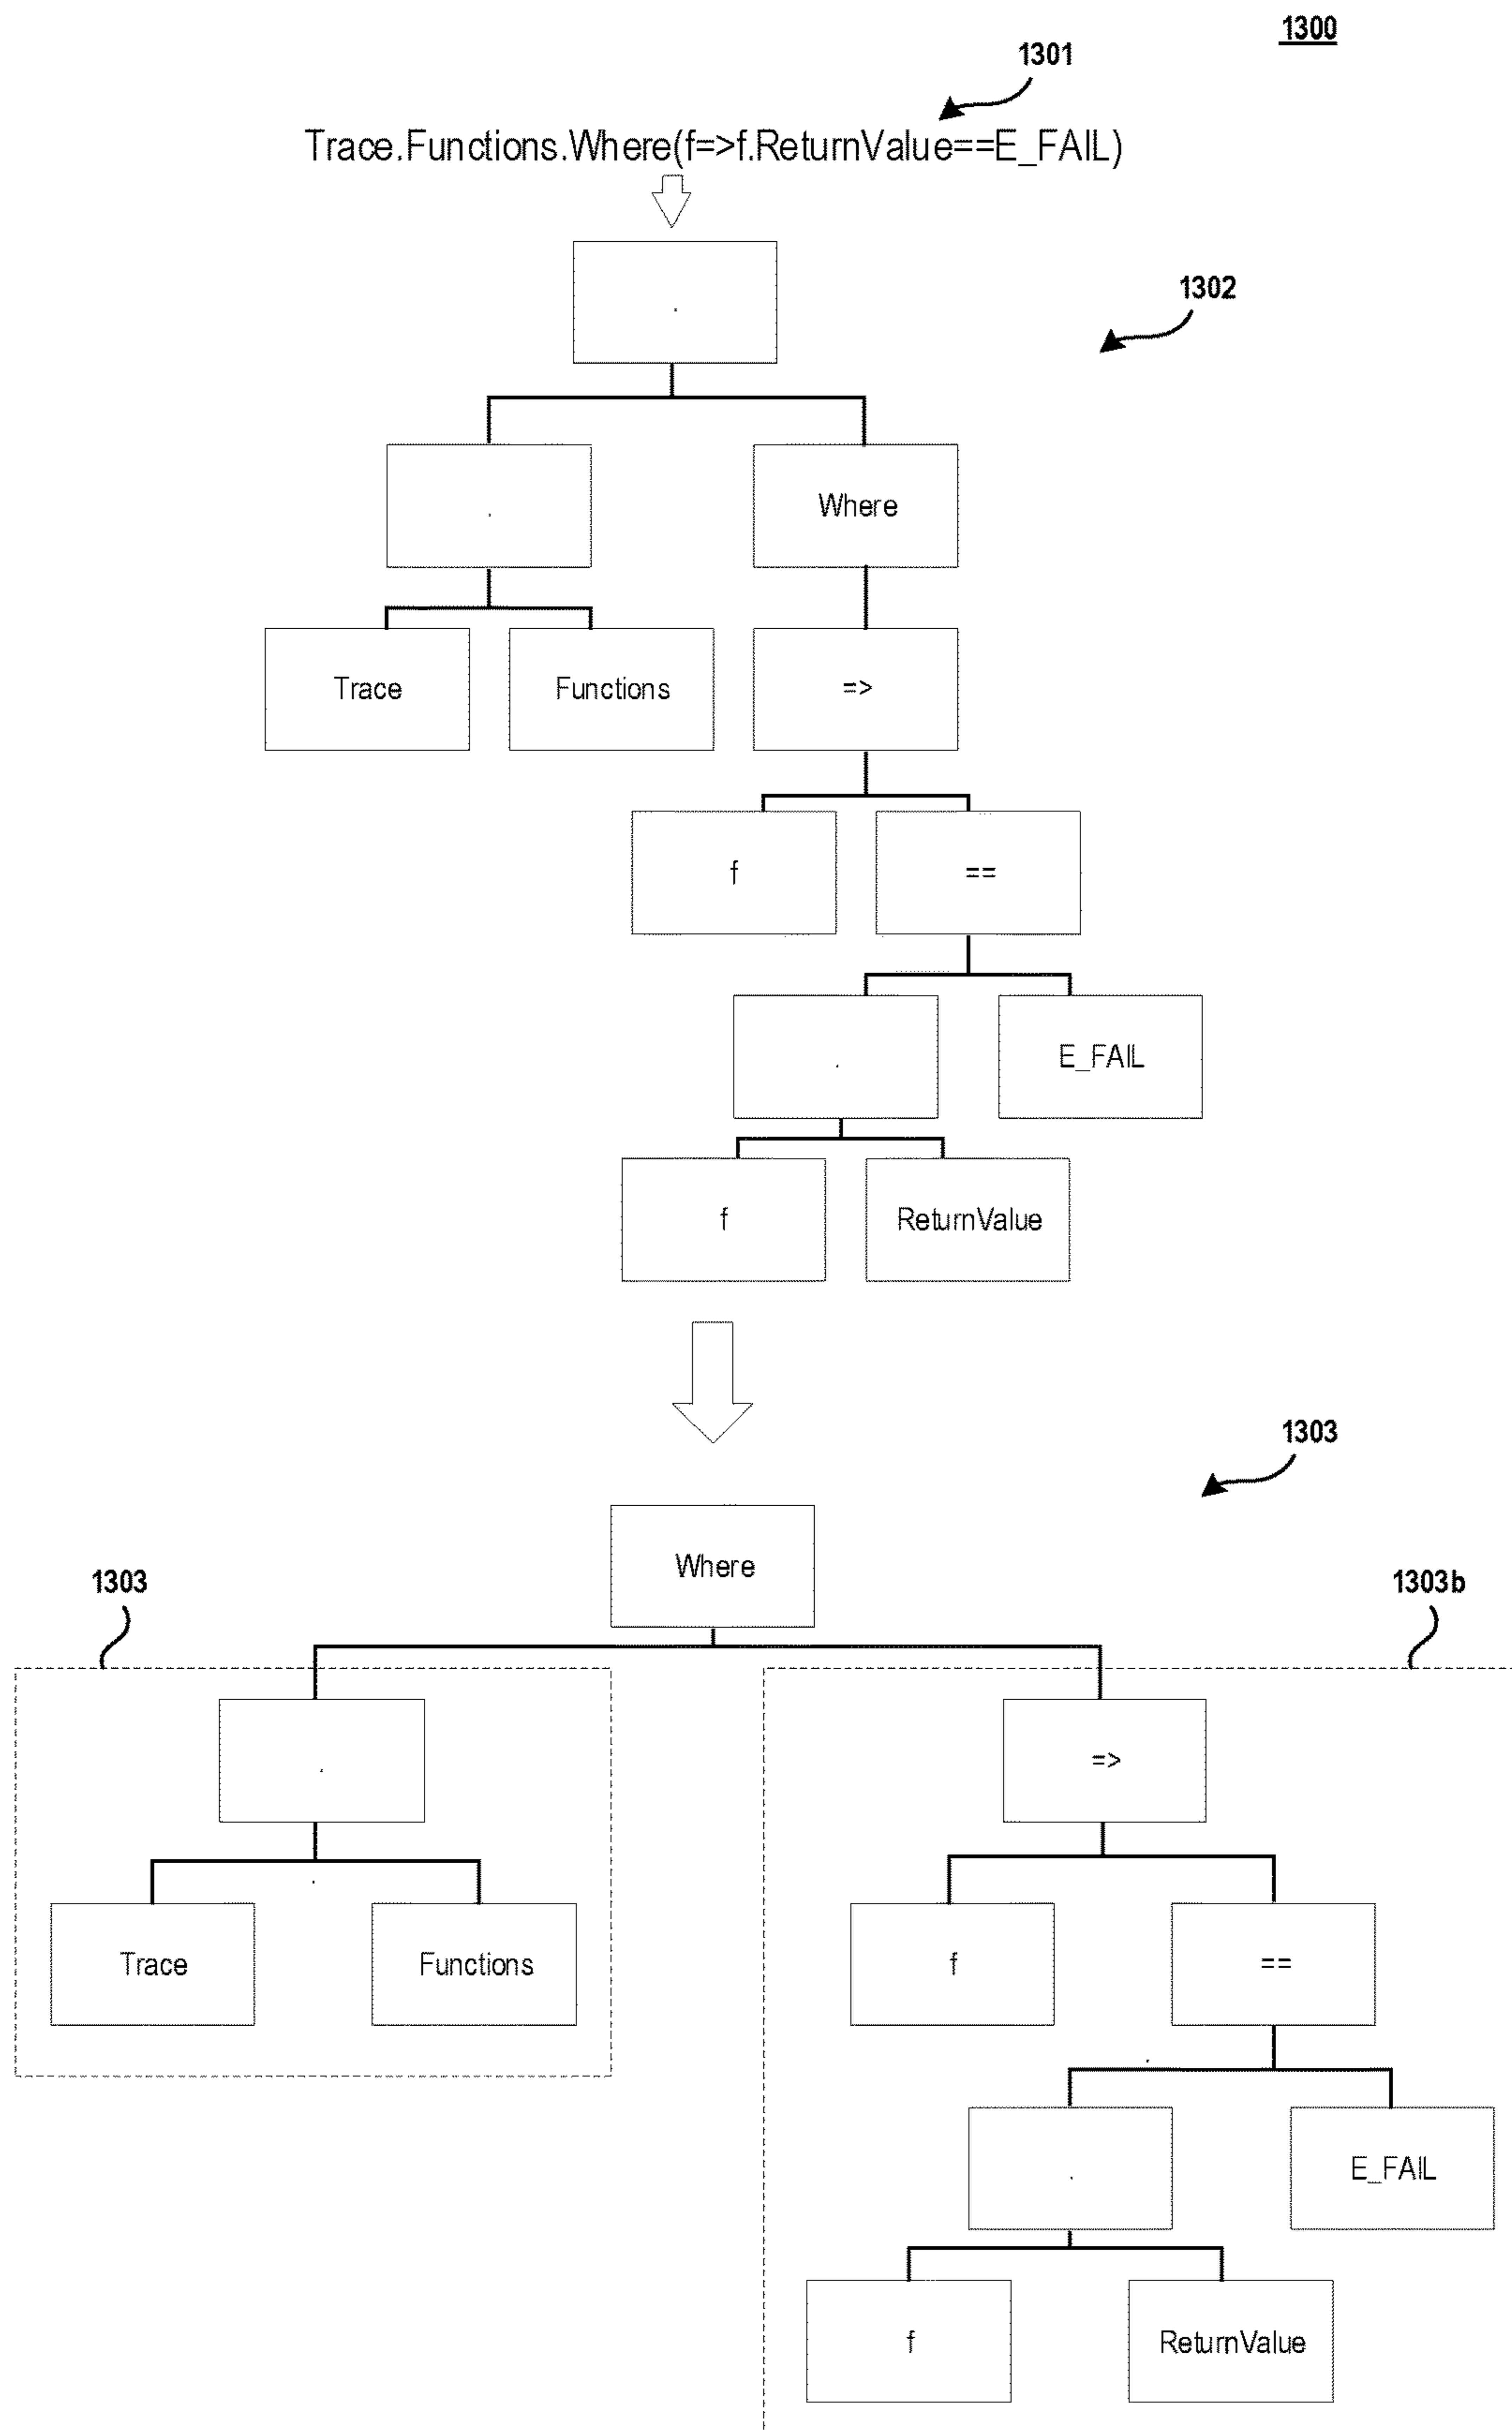 1300
1301
Trace.Functions.Where(f=>f.ReturnValue==E_FAIL)
1302
.
. Where
Trace Functions =>
f ==
. E_FAIL
f ReturnValue
1303
Where
1303 1303b
. =>
Trace Functions f ==
. E_FAIL
f ReturnValue